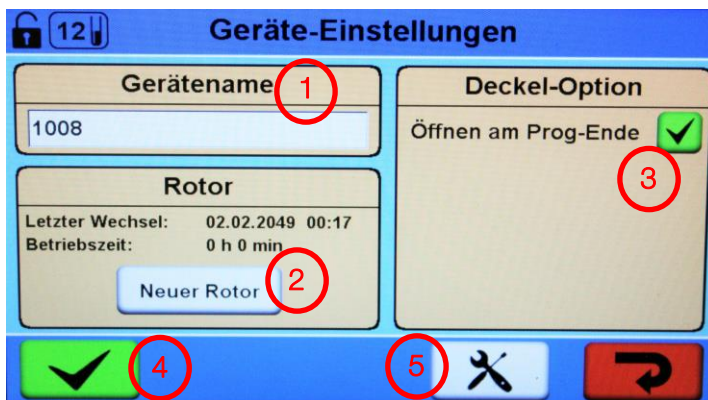 12
Geräte-Einstellungen
Gerätename
1
1008
Rotor
Letzter Wechsel: 02.02.2049 00:17
Betriebszeit: 0 h 0 min
2
Neuer Rotor
Deckel-Option
Öffnen am Prog-Ende
3
4
5